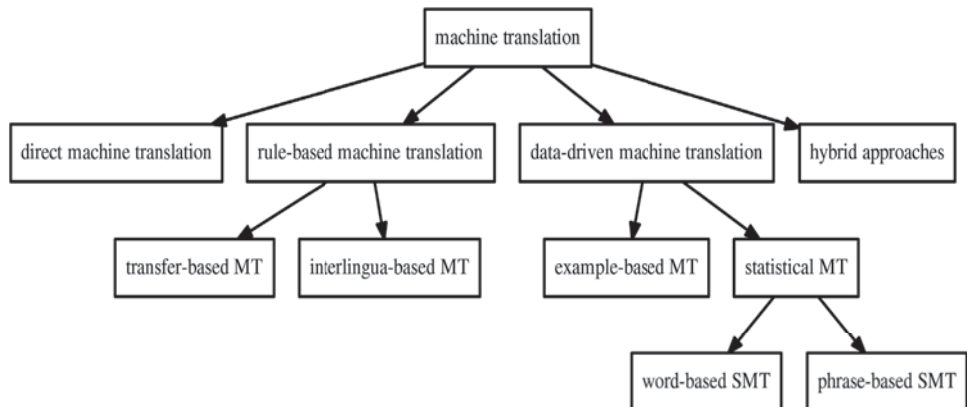 machine translation
direct machine translation
rule-based machine translation
data-driven machine translation
hybrid approaches
transfer-based MT
interlingua-based MT
example-based MT
statistical MT
word-based SMT
phrase-based SMT